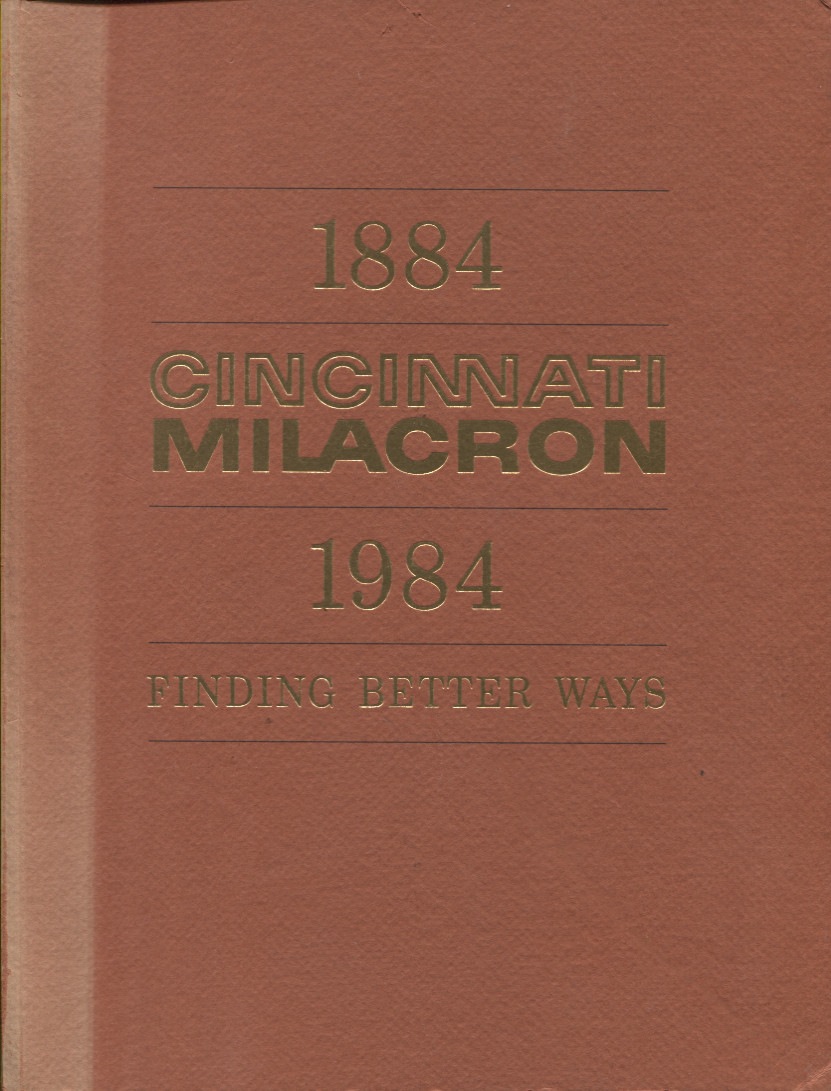 1884
CINCINNATI
MILACRON
1984
FINDING BETTER WAYS